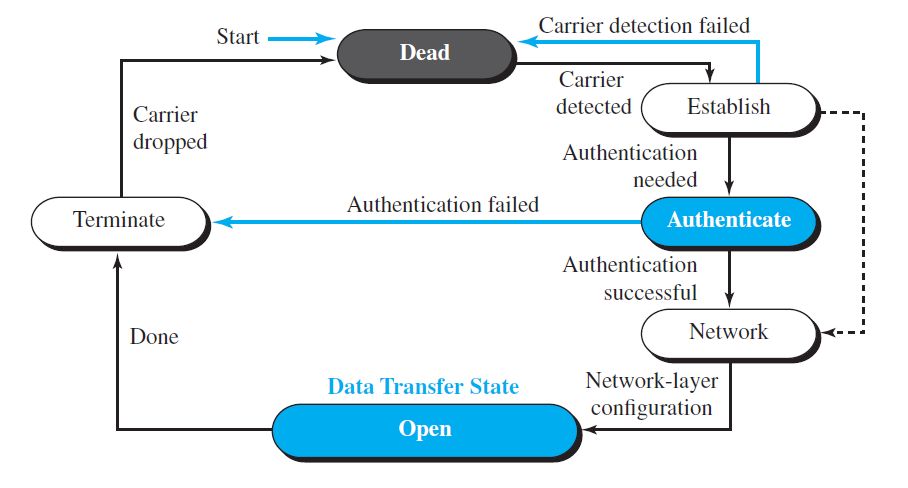 Start
Carrier detection failed
Dead
Carrier
detected
Establish
Carrier
dropped
Authentication
needed
Terminate
Authentication failed
Authenticate
Authentication
successful
Network
Done
Data Transfer State
Network-layer
configuration
Open